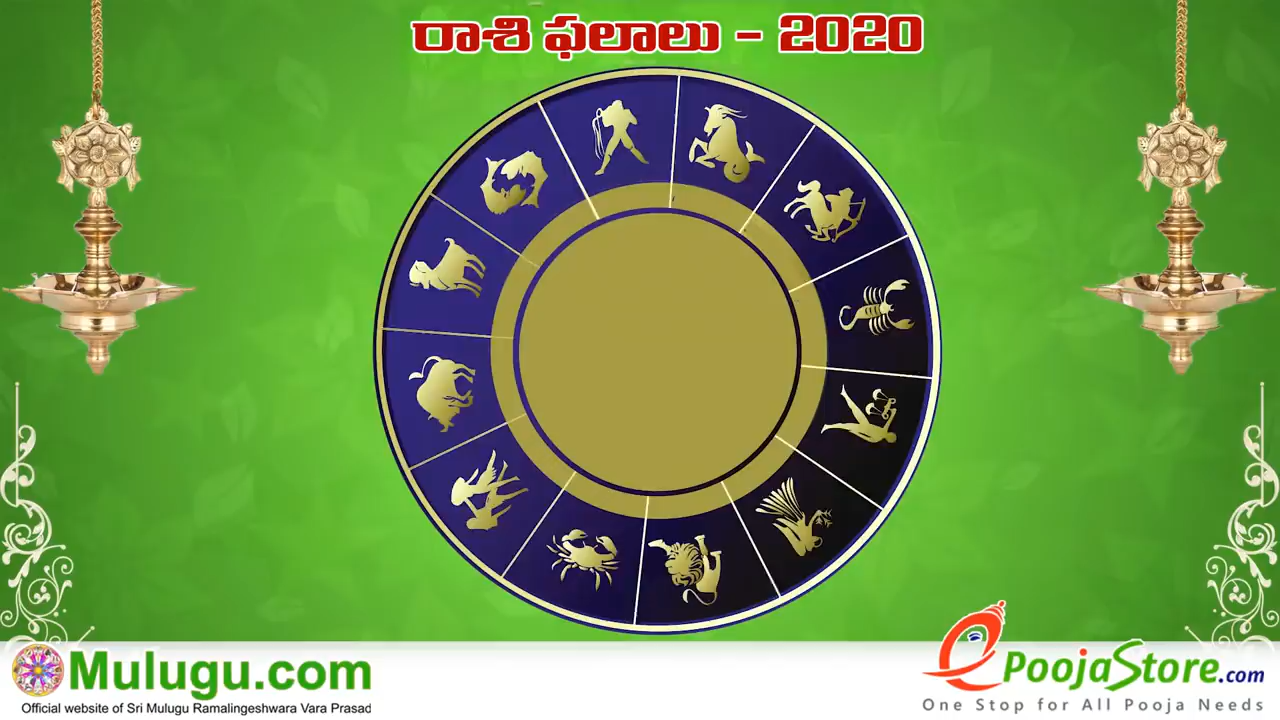 రాశి ఫలాలు - 2020
Mulugu.com
Official website of Sri Mulugu Ramalingeshwara Vara Prasad
ePoojaStore.com
One Stop for All Pooja Needs